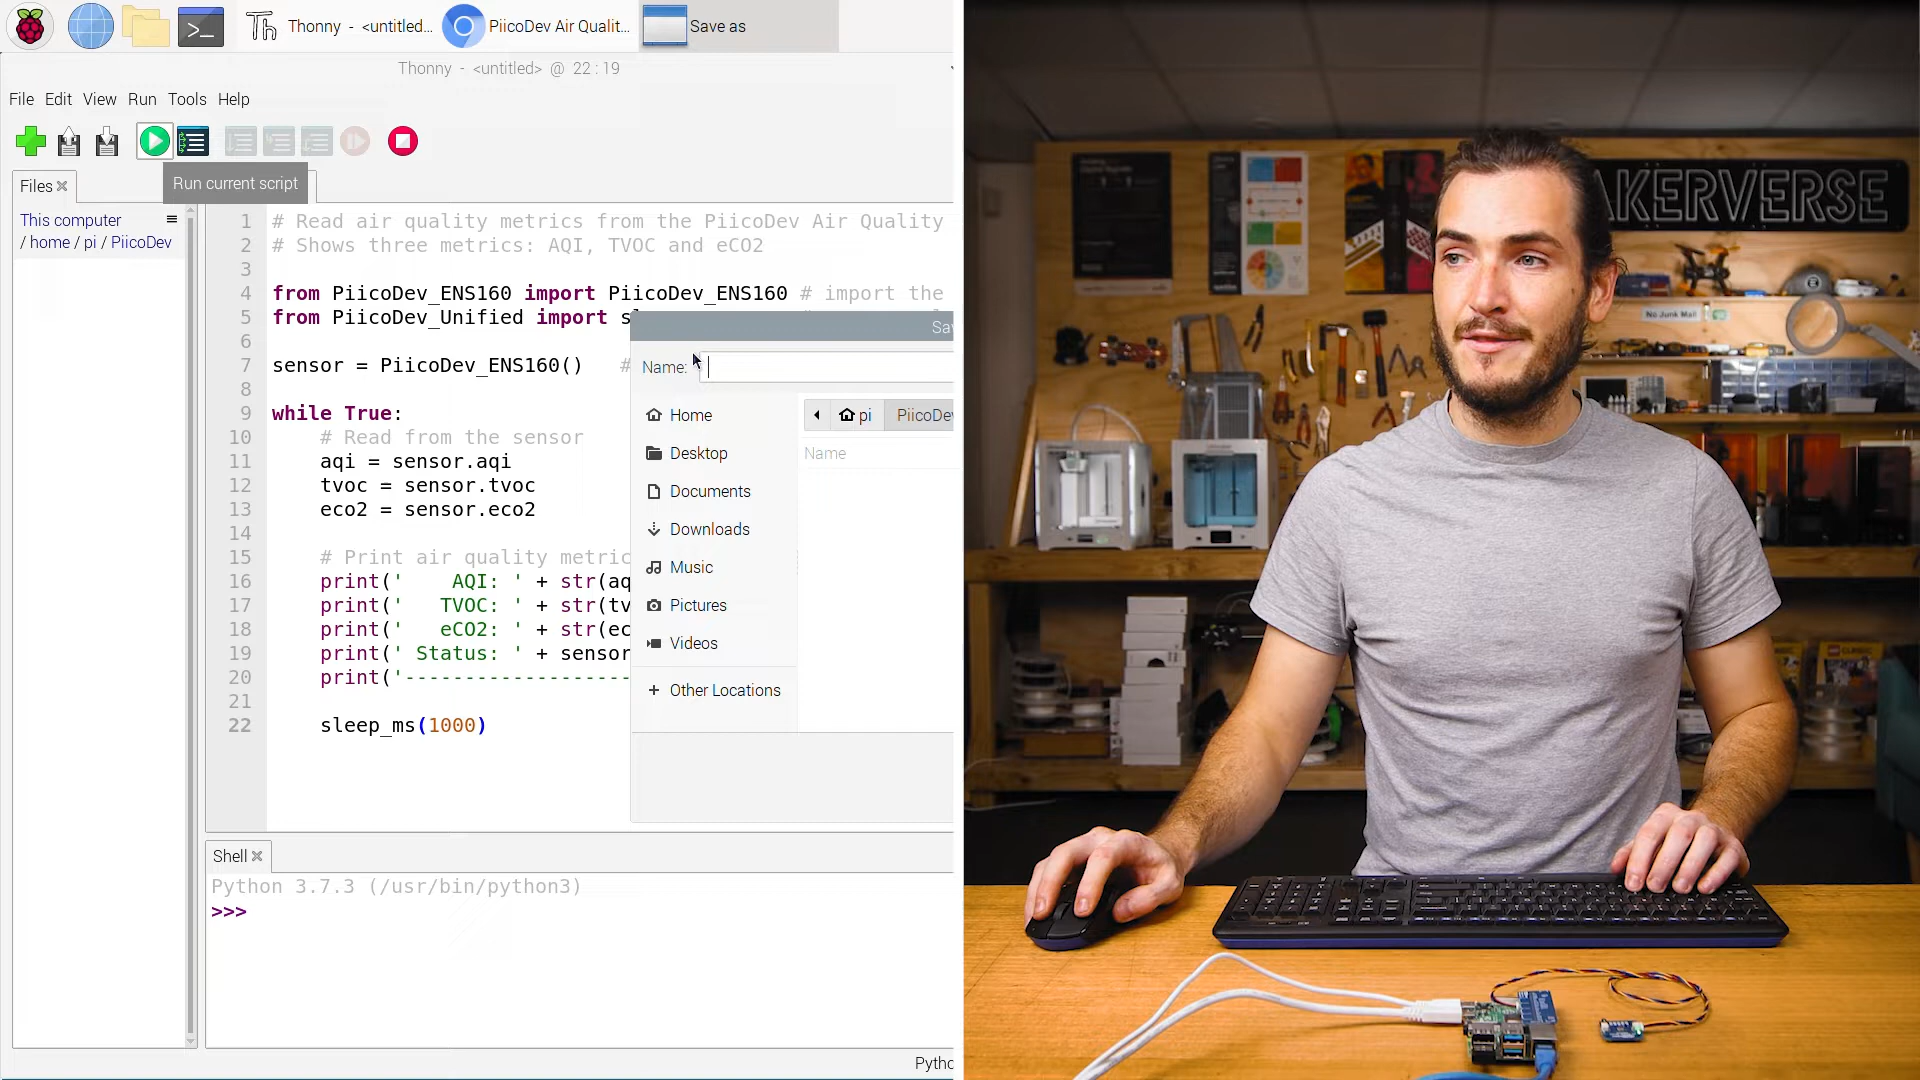 Thonny - <untitled...
PiicoDev Air Qualit...
Save as
Thonny - <untitled> @ 22 : 19
File Edit View Run Tools Help
Run current script
Files
This computer
/ home / pi / PiicoDev
1 # Read air quality metrics from the PiicoDev Air Quality
2 # Shows three metrics: AQI, TVOC and eCO2
3
4 from PiicoDev_ENS160 import PiicoDev_ENS160 # import the
5 from PiicoDev_Unified import s
6
7 sensor = PiicoDev_ENS160() #
8
9 while True:
10 # Read from the sensor
11 aqi = sensor.aqi
12 tvoc = sensor.tvoc
13 eco2 = sensor.eco2
14
15 # Print air quality metric
16 print('    AQI: ' + str(aq
17 print('   TVOC: ' + str(tv
18 print('   eCO2: ' + str(ec
19 print(' Status: ' + sensor
20 print('-------------------
21
22 sleep_ms(1000)
Sav
Name:
Home
Desktop
Documents
Downloads
Music
Pictures
Videos
Other Locations
pi
PiicoDev
Name
Shell
Python 3.7.3 (/usr/bin/python3)
>>>
Pytho
AKERVERSE
No Junk Mail